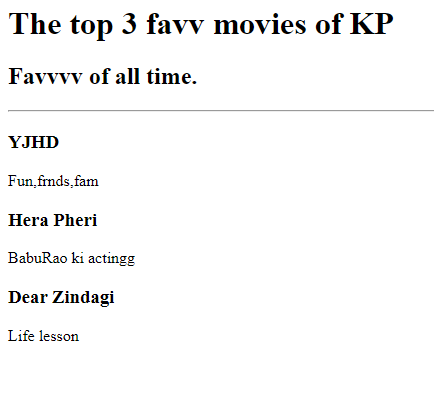 The top 3 favv movies of KP
Favvvv of all time.
YJHD
Fun,frnds,fam
Hera Pheri
BabuRao ki actingg
Dear Zindagi
Life lesson